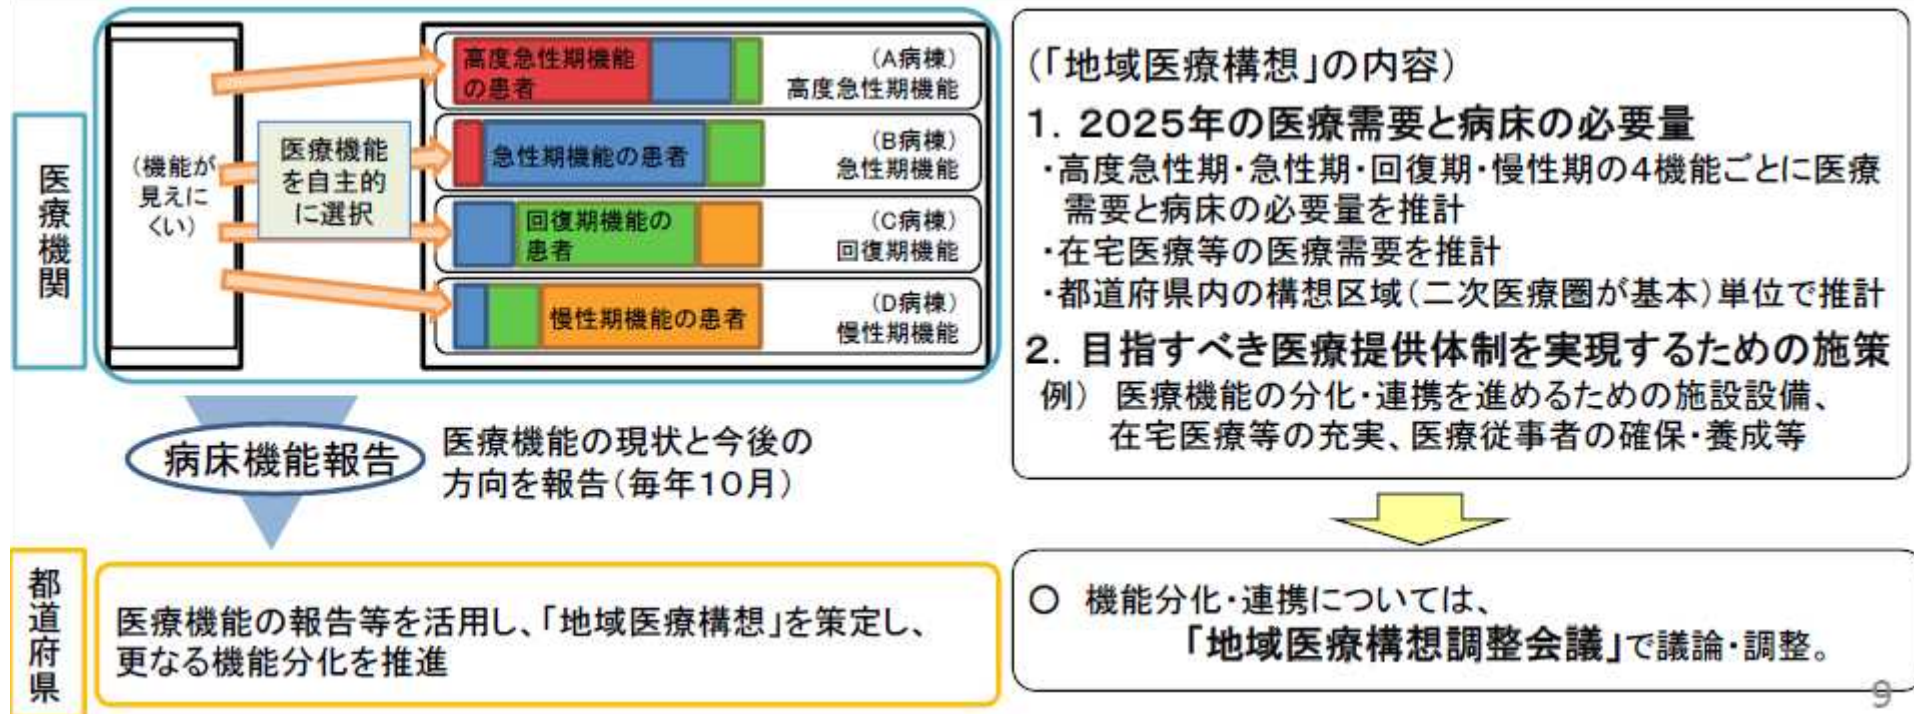 医療機関
(機能が
見えに
くい)
医療機能
を自主的
に選択
高度急性期機能
の患者
(A病棟)
高度急性期機能
急性期機能の患者
(B病棟)
急性期機能
回復期機能の
患者
(C病棟)
回復期機能
慢性期機能の患者
(D病棟)
慢性期機能
病床機能報告
医療機能の現状と今後の
方向を報告(毎年10月)
都道府県
医療機能の報告等を活用し、「地域医療構想」を策定し、
更なる機能分化を推進
(「地域医療構想」の内容)
1. 2025年の医療需要と病床の必要量
・高度急性期・急性期・回復期・慢性期の4機能ごとに医療
需要と病床の必要量を推計
・在宅医療等の医療需要を推計
・都道府県内の構想区域(二次医療圏が基本)単位で推計
2. 目指すべき医療提供体制を実現するための施策
例) 医療機能の分化・連携を進めるための施設設備、
在宅医療等の充実、医療従事者の確保・養成等
○ 機能分化・連携については、
「地域医療構想調整会議」で議論・調整。
9